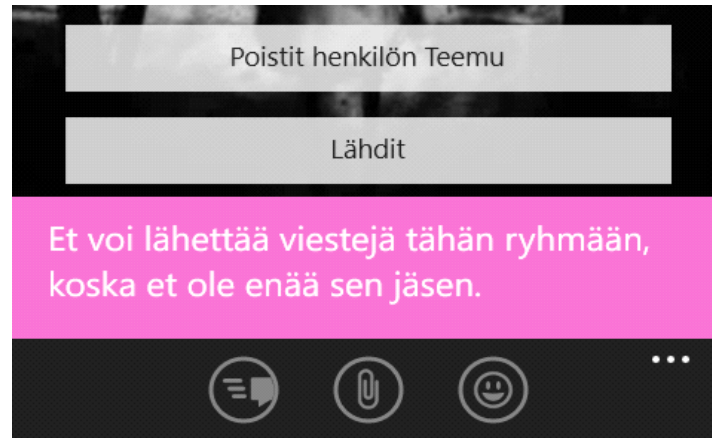 Poistit henkilön Teemu
Lähdit
Et voi lähettää viestejä tähän ryhmään,
koska et ole enää sen jäsen.